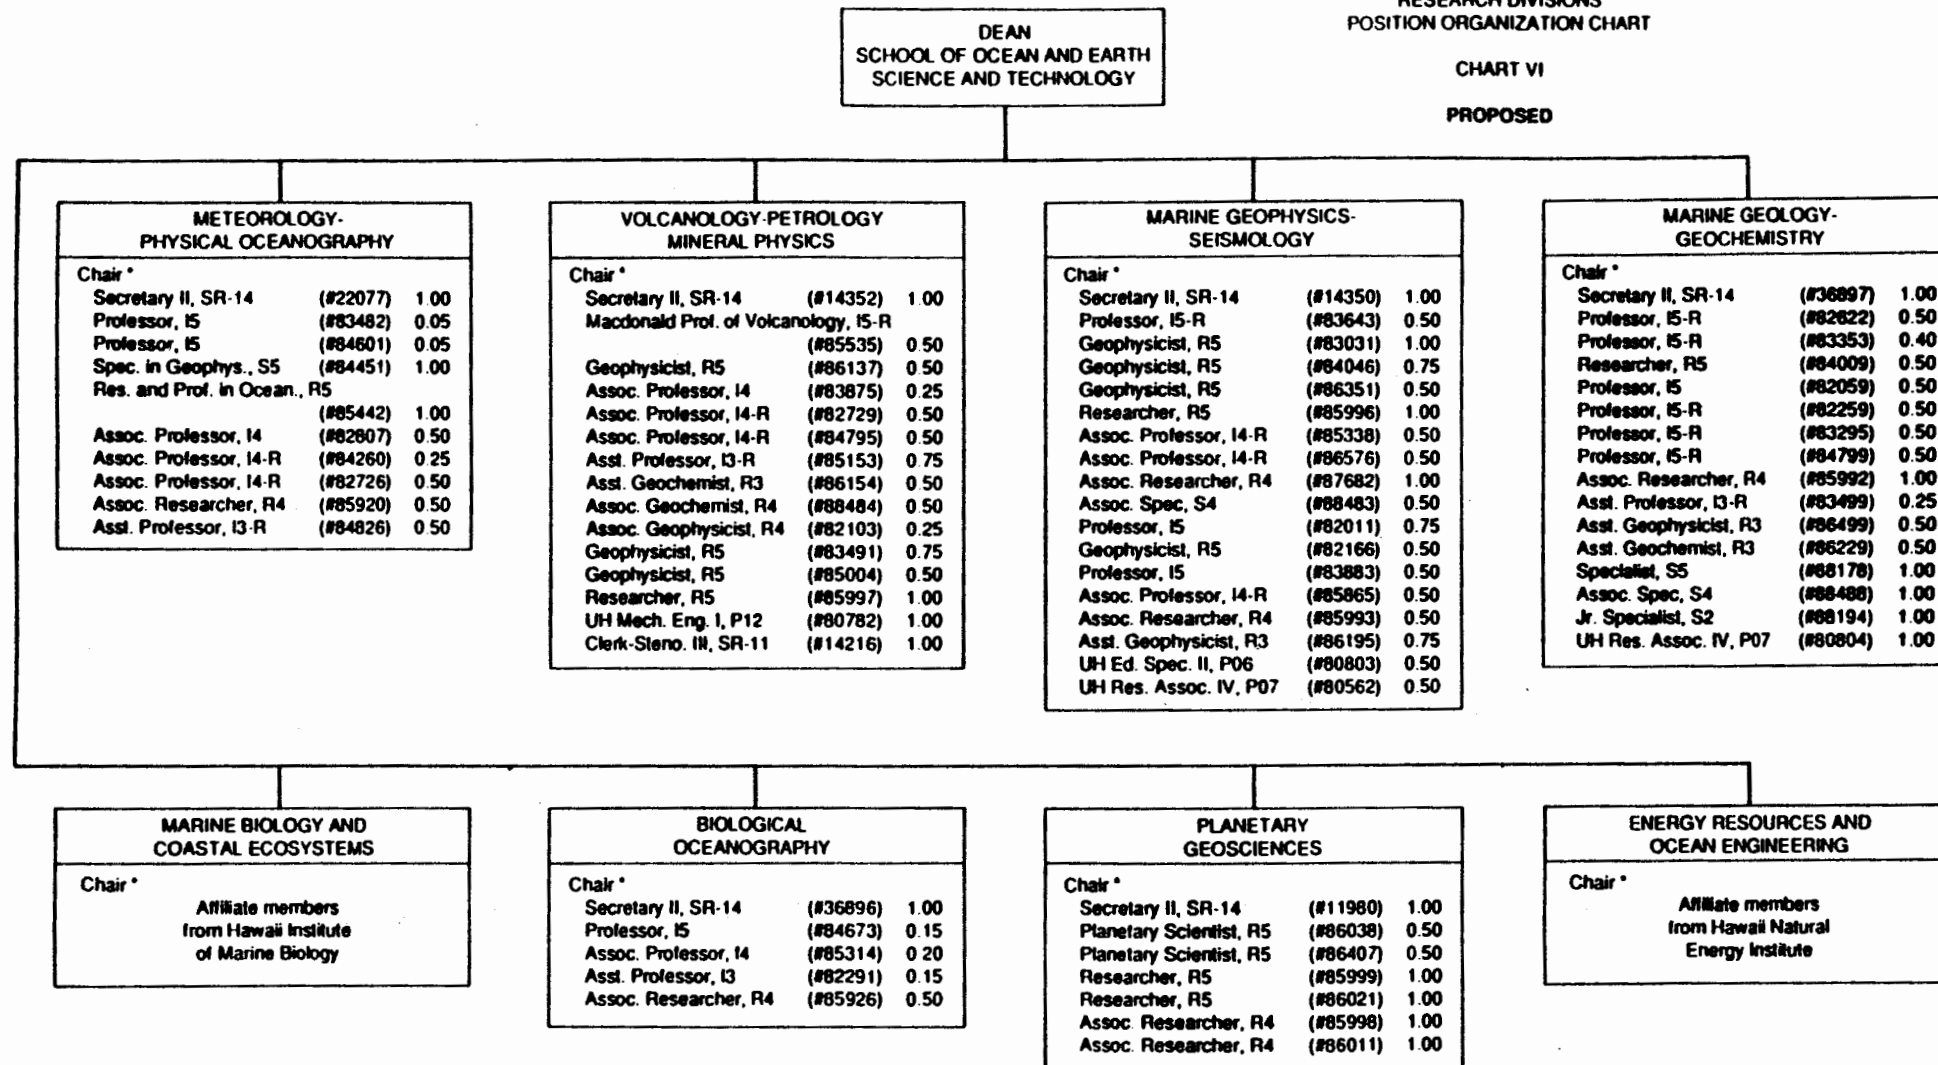 RESEARCH DIVISIONS
POSITION ORGANIZATION CHART
CHART VI
PROPOSED
DEAN
SCHOOL OF OCEAN AND EARTH
SCIENCE AND TECHNOLOGY
METEOROLOGY-
PHYSICAL OCEANOGRAPHY
Chair *
Secretary II, SR-14 (#22077) 1.00
Professor, I5 (#83482) 0.05
Professor, I5 (#84601) 0.05
Spec. in Geophys., S5 (#84451) 1.00
Res. and Prof. in Ocean., R5
(#85442) 1.00
Assoc. Professor, I4 (#82607) 0.50
Assoc. Professor, I4-R (#84260) 0.25
Assoc. Professor, I4-R (#82726) 0.50
Assoc. Researcher, R4 (#85920) 0.50
Asst. Professor, I3-R (#84826) 0.50
VOLCANOLOGY-PETROLOGY
MINERAL PHYSICS
Chair *
Secretary II, SR-14 (#14352) 1.00
Macdonald Prof. of Volcanology, I5-R
(#85535) 0.50
Geophysicist, R5 (#86137) 0.50
Assoc. Professor, I4 (#83875) 0.25
Assoc. Professor, I4-R (#82729) 0.50
Assoc. Professor, I4-R (#84795) 0.50
Asst. Professor, I3-R (#85153) 0.75
Asst. Geochemist, R3 (#86154) 0.50
Assoc. Geochemist, R4 (#88484) 0.50
Assoc. Geophysicist, R4 (#82103) 0.25
Geophysicist, R5 (#83491) 0.75
Geophysicist, R5 (#85004) 0.50
Researcher, R5 (#85997) 1.00
UH Mech. Eng. I, P12 (#80782) 1.00
Clerk-Steno. III, SR-11 (#14216) 1.00
MARINE GEOPHYSICS-
SEISMOLOGY
Chair *
Secretary II, SR-14 (#14350) 1.00
Professor, I5-R (#83643) 0.50
Geophysicist, R5 (#83031) 1.00
Geophysicist, R5 (#84046) 0.75
Geophysicist, R5 (#86351) 0.50
Researcher, R5 (#85996) 1.00
Assoc. Professor, I4-R (#85338) 0.50
Assoc. Professor, I4-R (#86576) 0.50
Assoc. Researcher, R4 (#87682) 1.00
Assoc. Spec, S4 (#88483) 0.50
Professor, I5 (#82011) 0.75
Geophysicist, R5 (#82166) 0.50
Professor, I5 (#83883) 0.50
Assoc. Professor, I4-R (#85865) 0.50
Assoc. Researcher, R4 (#85993) 0.50
Asst. Geophysicist, R3 (#86195) 0.75
UH Ed. Spec. II, P06 (#80803) 0.50
UH Res. Assoc. IV, P07 (#80562) 0.50
MARINE GEOLOGY-
GEOCHEMISTRY
Chair *
Secretary II, SR-14 (#36897) 1.00
Professor, I5-R (#82622) 0.50
Professor, I5-R (#83353) 0.40
Researcher, R5 (#84009) 0.50
Professor, I5 (#82059) 0.50
Professor, I5-R (#82259) 0.50
Professor, I5-R (#83295) 0.50
Professor, I5-R (#84799) 0.50
Assoc. Researcher, R4 (#85992) 1.00
Asst. Professor, I3-R (#83499) 0.25
Asst. Geophysicist, R3 (#86499) 0.50
Asst. Geochemist, R3 (#86229) 0.50
Specialist, S5 (#88178) 1.00
Assoc. Spec, S4 (#88488) 1.00
Jr. Specialist, S2 (#88194) 1.00
UH Res. Assoc. IV, P07 (#80804) 1.00
MARINE BIOLOGY AND
COASTAL ECOSYSTEMS
Chair *
Affiliate members
from Hawaii Institute
of Marine Biology
BIOLOGICAL
OCEANOGRAPHY
Chair *
Secretary II, SR-14 (#36896) 1.00
Professor, I5 (#84673) 0.15
Assoc. Professor, I4 (#85314) 0 20
Asst. Professor, I3 (#82291) 0.15
Assoc. Researcher, R4 (#85926) 0.50
PLANETARY
GEOSCIENCES
Chair *
Secretary II, SR-14 (#11980) 1.00
Planetary Scientist, R5 (#86038) 0.50
Planetary Scientist, R5 (#86407) 0.50
Researcher, R5 (#85999) 1.00
Researcher, R5 (#86021) 1.00
Assoc. Researcher, R4 (#85998) 1.00
Assoc. Researcher, R4 (#86011) 1.00
ENERGY RESOURCES AND
OCEAN ENGINEERING
Chair *
Affiliate members
from Hawaii Natural
Energy Institute